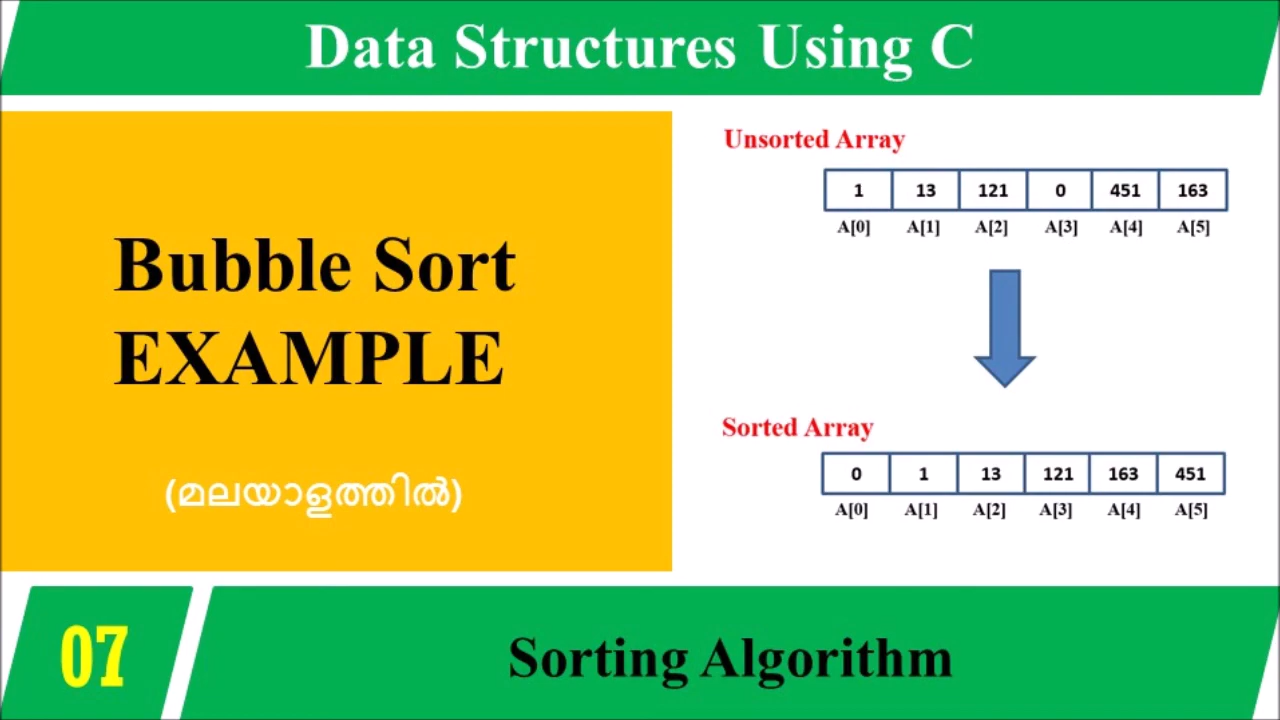 Data Structures Using C
Bubble Sort
EXAMPLE
(മലയാളത്തിൽ)
Unsorted Array
1 13 121 0 451 163
A[0] A[1] A[2] A[3] A[4] A[5]
Sorted Array
0 1 13 121 163 451
A[0] A[1] A[2] A[3] A[4] A[5]
07
Sorting Algorithm